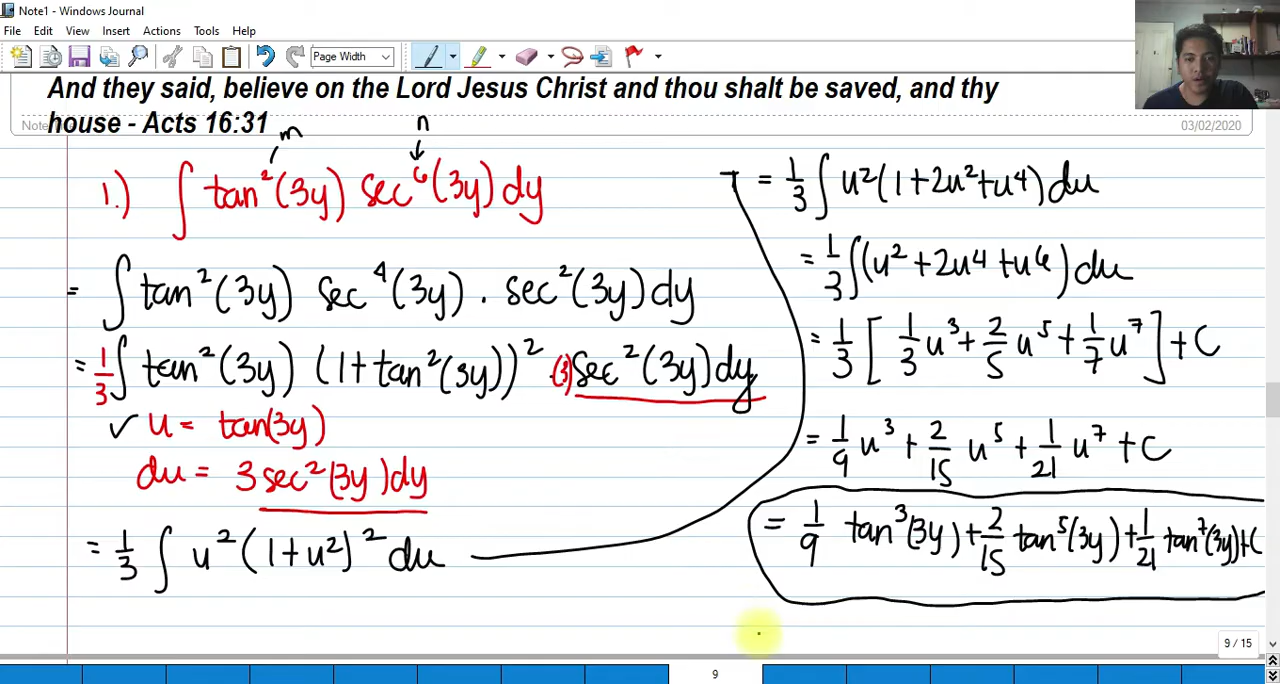 Note1 - Windows Journal
File Edit View Insert Actions Tools Help
Page Width
And they said, believe on the Lord Jesus Christ and thou shalt be saved, and thy
house - Acts 16:31
03/02/2020
m n
1.) ∫ tan²(3y) sec⁶(3y) dy
= ∫ tan²(3y) sec⁴(3y) · sec²(3y) dy
= 1/3 ∫ tan²(3y) (1+tan²(3y))² ·(3) sec²(3y) dy
✓ u = tan(3y)
du = 3 sec²(3y) dy
= 1/3 ∫ u² (1+u²)² du
= 1/3 ∫ u² (1+2u²+u⁴) du
= 1/3 ∫ (u² + 2u⁴ + u⁶) du
= 1/3 [ 1/3 u³ + 2/5 u⁵ + 1/7 u⁷ ] + C
= 1/9 u³ + 2/15 u⁵ + 1/21 u⁷ + C
= 1/9 tan³(3y) + 2/15 tan⁵(3y) + 1/21 tan⁷(3y) + C
9 / 15
9